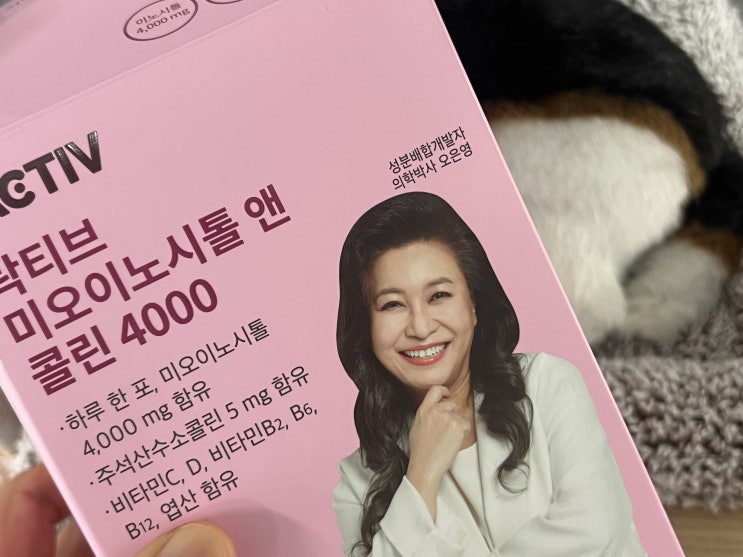 이노시톨
4,000 mg
ACTIV
락티브
미오이노시톨 앤
콜린 4000
·하루 한 포, 미오이노시톨
4,000 mg 함유
·주석산수소콜린 5 mg 함유
·비타민C, D, 비타민B2, B6,
B12, 엽산 함유
성분배합개발자
의학박사 오은영